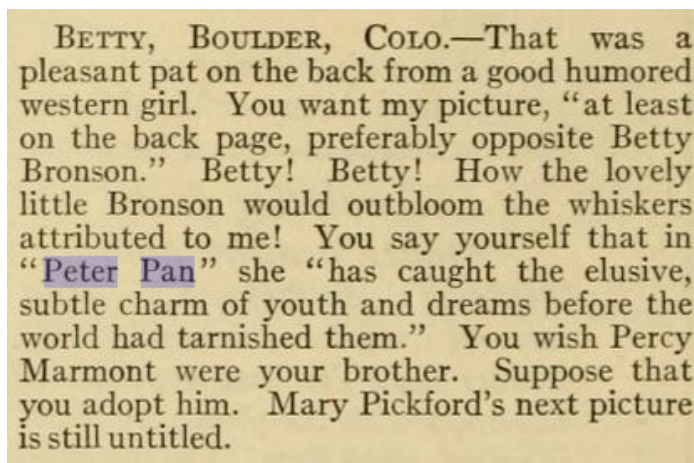 BETTY, BOULDER, COLO.—That was a
pleasant pat on the back from a good humored
western girl. You want my picture, “at least
on the back page, preferably opposite Betty
Bronson.” Betty! Betty! How the lovely
little Bronson would outbloom the whiskers
attributed to me! You say yourself that in
“Peter Pan” she “has caught the elusive,
subtle charm of youth and dreams before the
world had tarnished them.” You wish Percy
Marmont were your brother. Suppose that
you adopt him. Mary Pickford’s next picture
is still untitled.